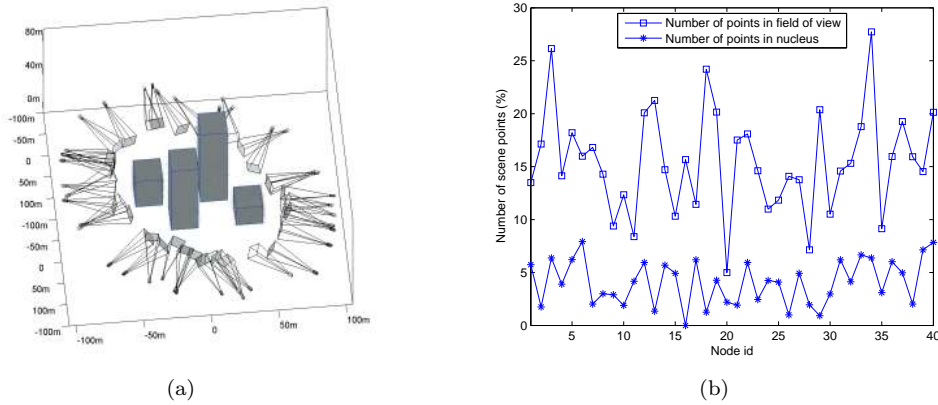 80m
40m
0m
-100m
-50m
0
50m
100m
-100m
-50m
0
50m
100m
-100m
-50m
0
50m
100m
(a)
30
25
20
15
10
5
0
Number of scene points (%)
Number of points in field of view
Number of points in nucleus
5 10 15 20 25 30 35 40
Node id
(b)